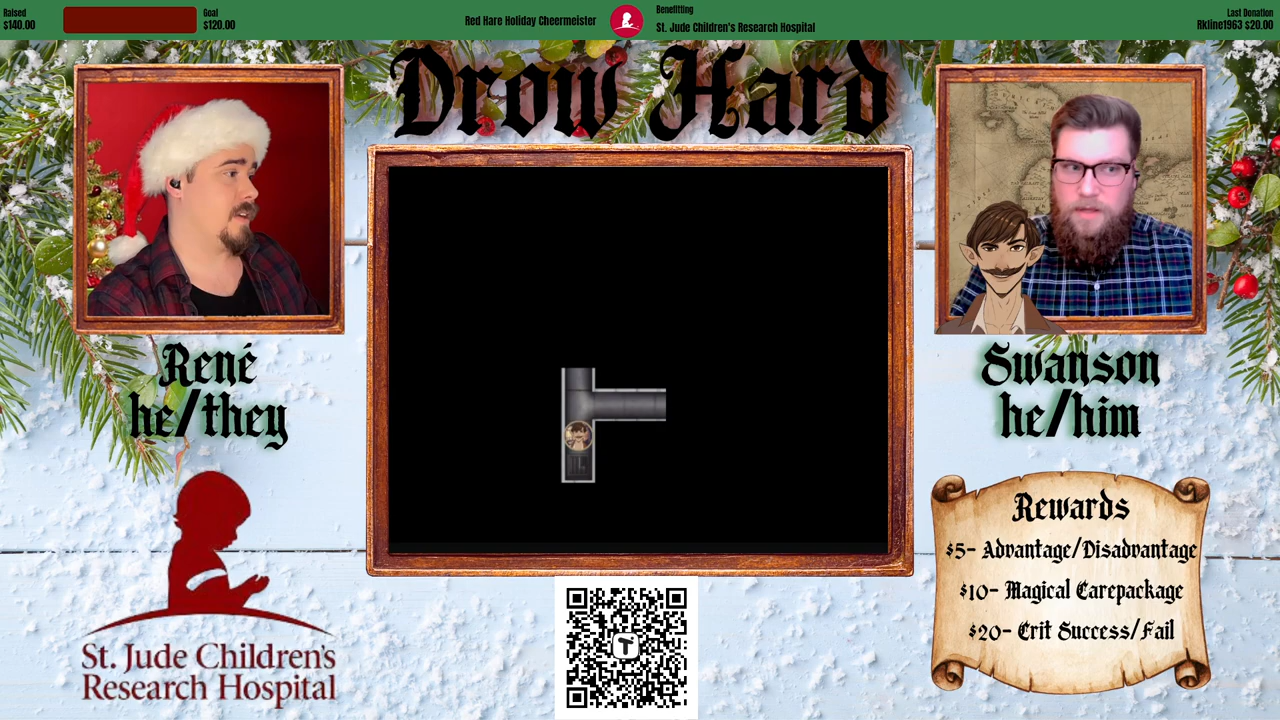 Raised
$140.00
Goal
$120.00
Red Hare Holiday Cheermeister
Benefitting
St. Jude Children's Research Hospital
Last Donation
Rkline1963 $20.00
Drow Hard
René
he/they
Swanson
he/him
St. Jude Children's
Research Hospital
Rewards
$5- Advantage/Disadvantage
$10- Magical Carepackage
$20- Crit Success/Fail